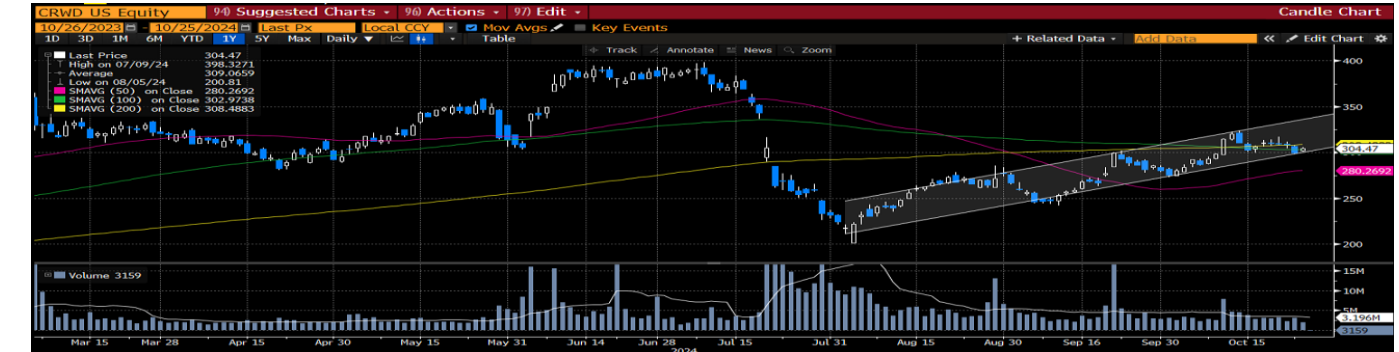 CRWD US Equity 94) Suggested Charts 96) Actions 97) Edit Candle Chart
10/26/2023 - 10/25/2024 Last Px Local CCY Mov Avgs Key Events
1D 3D 1M 6M YTD 1Y 5Y Max Daily ▼ Table + Related Data Add Data « Edit Chart
Track Annotate News Zoom
Last Price 304.47
High on 07/09/24 398.3271
Average 309.0659
Low on 08/05/24 200.81
SMAVG (50) on Close 280.2692
SMAVG (100) on Close 302.9738
SMAVG (200) on Close 308.4883
400
350
304.47
280.2692
250
200
Volume 3159
15M
10M
5M
3.196M
3159
Mar 15 Mar 28 Apr 15 Apr 30 May 15 May 31 Jun 14 Jun 28 Jul 15 Jul 31 Aug 15 Aug 30 Sep 16 Sep 30 Oct 15
2024